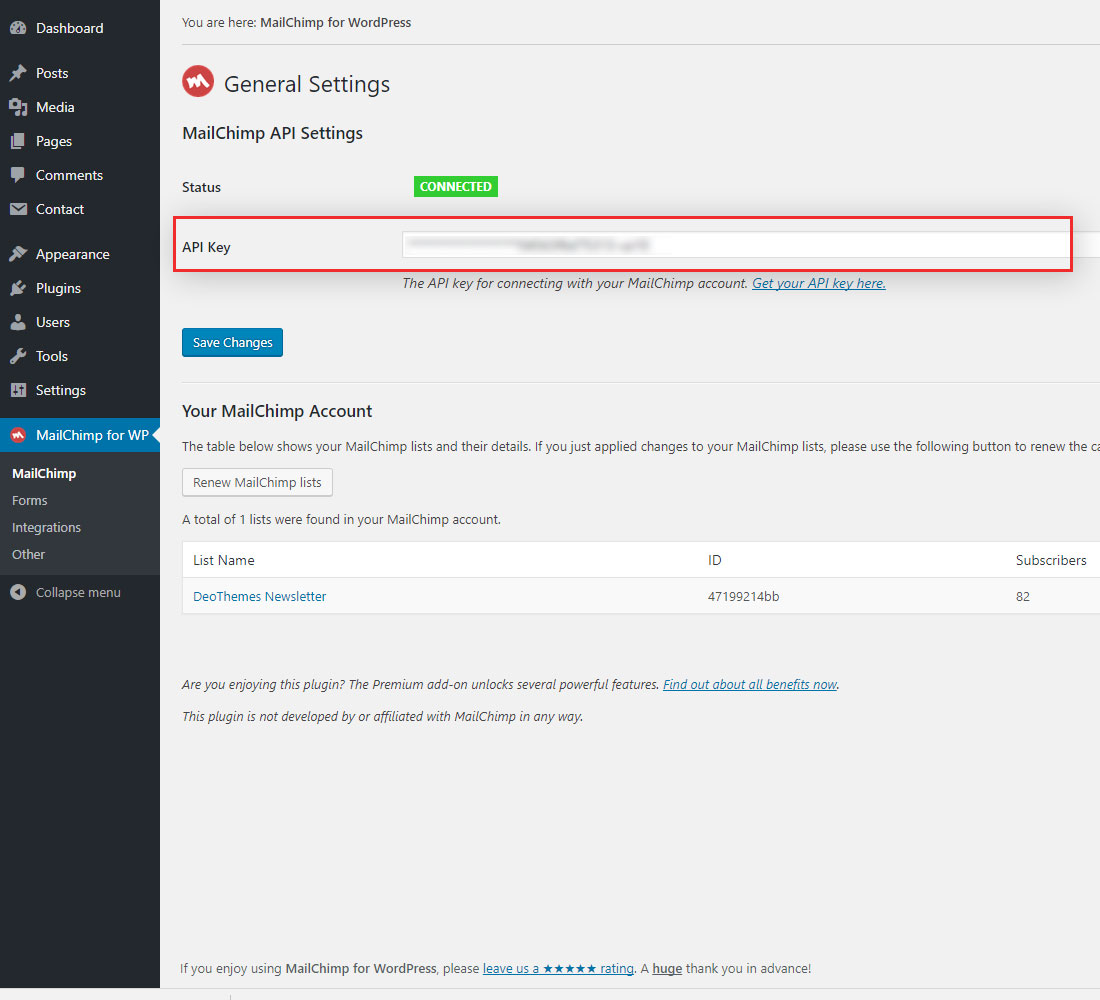 Dashboard
Posts
Media
Pages
Comments
Contact
Appearance
Plugins
Users
Tools
Settings
MailChimp for WP
MailChimp
Forms
Integrations
Other
Collapse menu
You are here: MailChimp for WordPress
General Settings
MailChimp API Settings
Status CONNECTED
API Key
The API key for connecting with your MailChimp account. Get your API key here.
Save Changes
Your MailChimp Account
The table below shows your MailChimp lists and their details. If you just applied changes to your MailChimp lists, please use the following button to renew the
Renew MailChimp lists
A total of 1 lists were found in your MailChimp account.
List Name ID Subscribers
DeoThemes Newsletter 47199214bb 82
Are you enjoying this plugin? The Premium add-on unlocks several powerful features. Find out about all benefits now.
This plugin is not developed by or affiliated with MailChimp in any way.
If you enjoy using MailChimp for WordPress, please leave us a ★★★★★ rating. A huge thank you in advance!